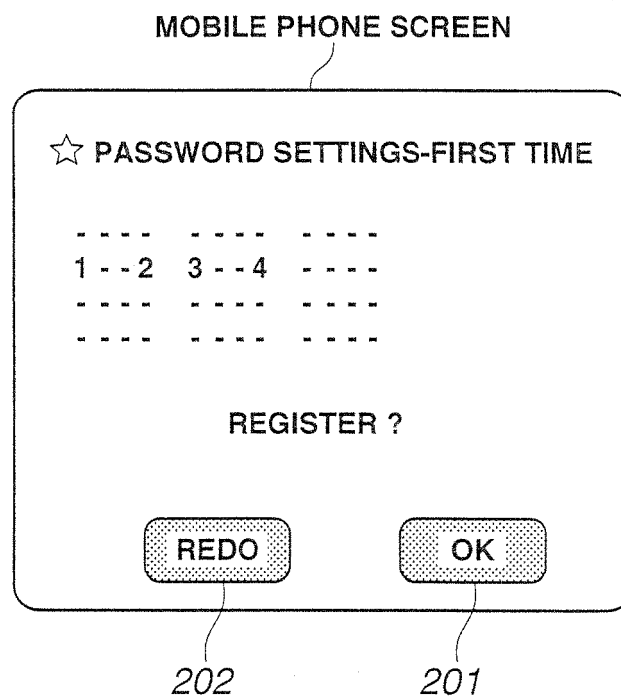 MOBILE PHONE SCREEN
☆ PASSWORD SETTINGS-FIRST TIME
- - - -  - - - -  - - - -
1 - - 2  3 - - 4  - - - -
- - - -  - - - -  - - - -
- - - -  - - - -  - - - -
REGISTER ?
REDO OK
202 201